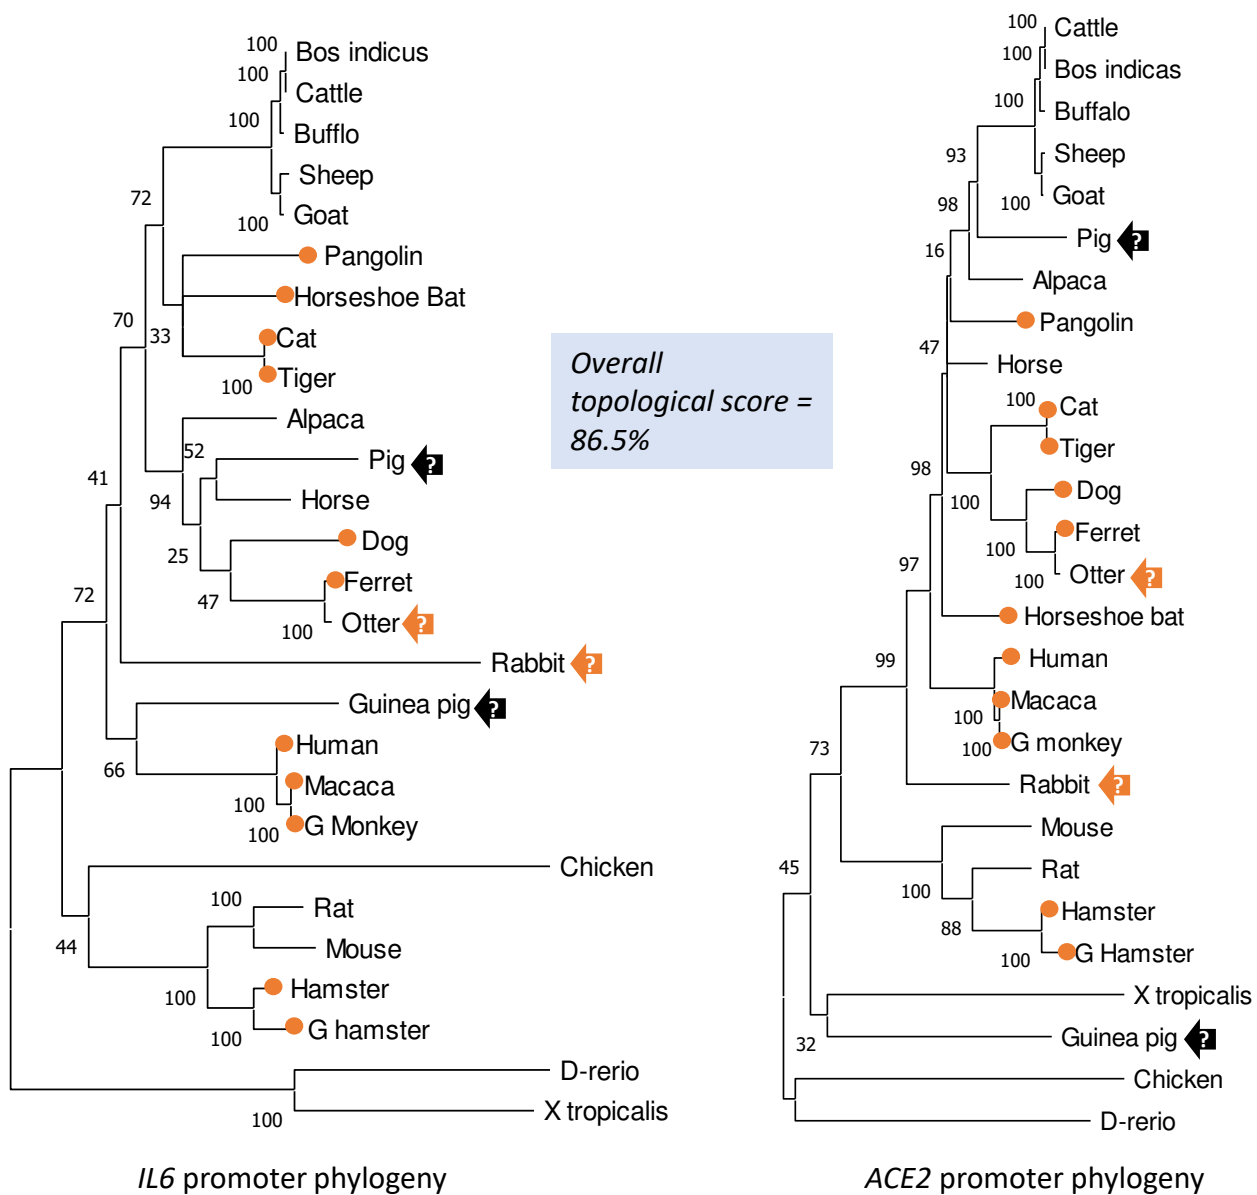 100
Bos indicus
100
Cattle
100
Bufflo
Sheep
72
100
Goat
Pangolin
Horseshoe Bat
70
33
Cat
100
Tiger
Alpaca
52
Pig
?
41
94
Horse
Dog
25
Ferret
72
47
100
Otter
?
Rabbit
?
Guinea pig
?
Human
66
Macaca
100
100
G Monkey
Chicken
100
Rat
44
Mouse
100
Hamster
100
G hamster
D-rerio
100
X tropicalis
IL6 promoter phylogeny
Overall
topological score =
86.5%
100
Cattle
100
Bos indicas
100
Buffalo
93
Sheep
98
100
Goat
16
Pig
?
Alpaca
Pangolin
47
Horse
100
Cat
Tiger
98
Dog
100
Ferret
100
97
100
Otter
?
Horseshoe bat
99
Human
Macaca
100
100
G monkey
73
Rabbit
?
Mouse
45
Rat
100
Hamster
88
100
G Hamster
X tropicalis
32
Guinea pig
?
Chicken
D-rerio
ACE2 promoter phylogeny